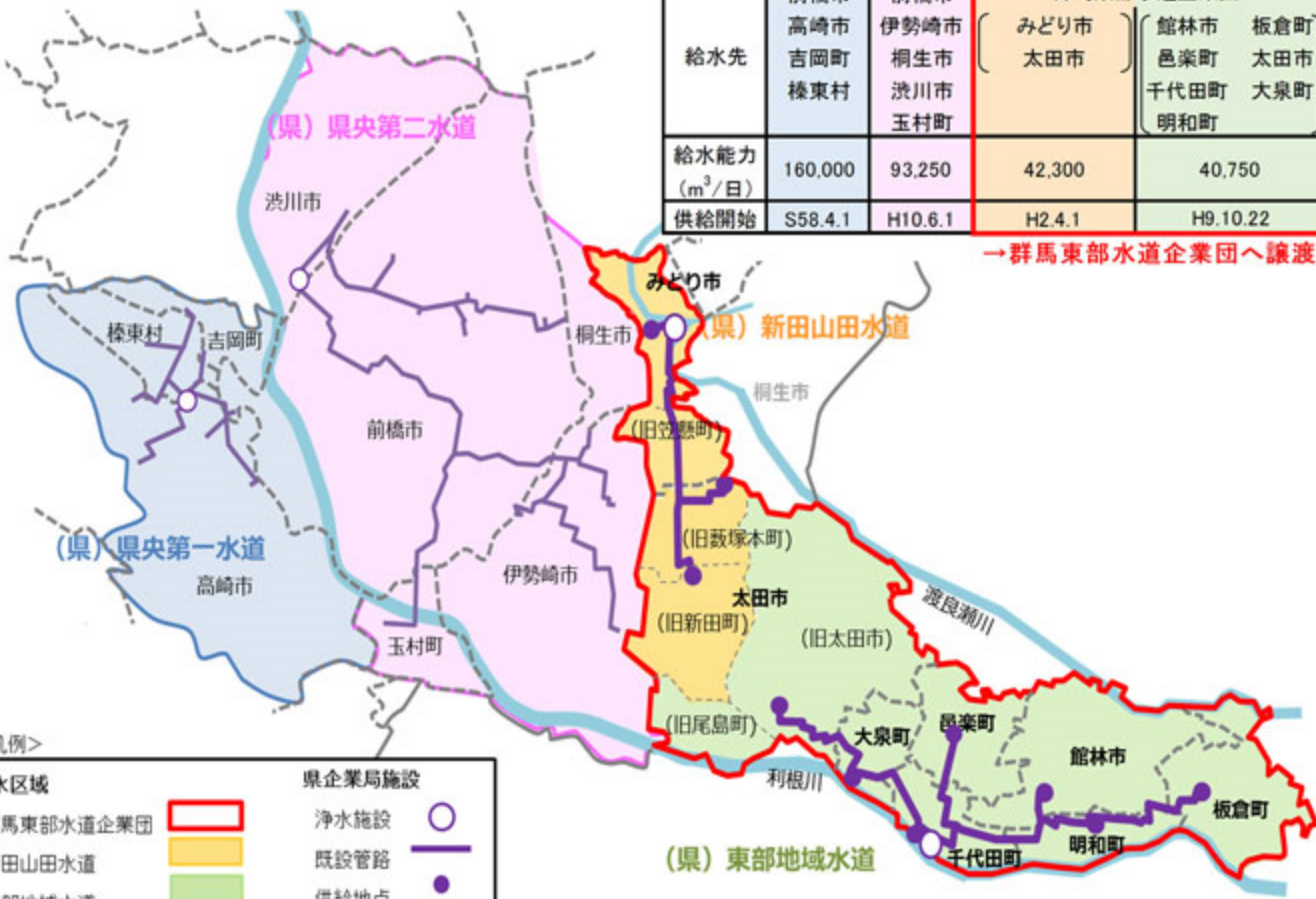 給水先
高崎市 伊勢崎市 みどり市 館林市 板倉町
吉岡町 桐生市 太田市 邑楽町 太田市
榛東村 渋川市 千代田町 大泉町
玉村町 明和町
給水能力 (m³/日) 160,000 93,250 42,300 40,750
供給開始 S58.4.1 H10.6.1 H2.4.1 H9.10.22
→群馬東部水道企業団へ譲渡
(県)県央第二水道
渋川市
みどり市
榛東村
吉岡町
桐生市
(県)新田山田水道
桐生市
前橋市
(旧笠懸町)
(県)県央第一水道
高崎市
伊勢崎市
(旧薮塚本町)
太田市
(旧新田町)
(旧太田市)
渡良瀬川
玉村町
(旧尾島町)
大泉町
邑楽町
館林市
利根川
板倉町
明和町
千代田町
(県)東部地域水道
例>
水区域
馬東部水道企業団
田山田水道
県企業局施設
浄水施設
既設管路
供給地点